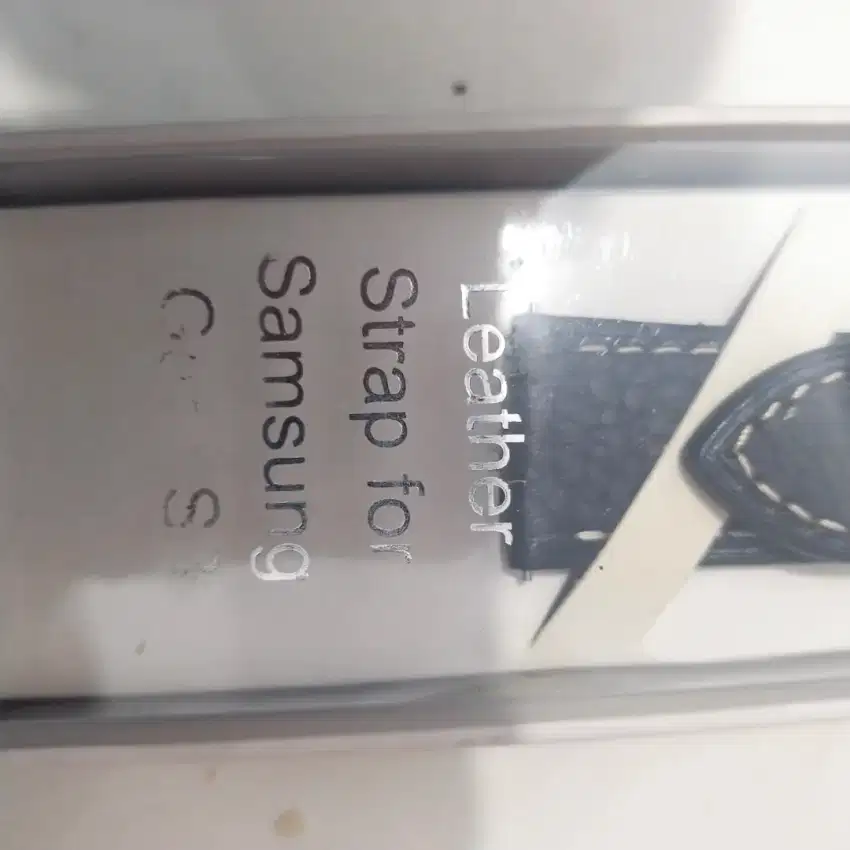 Leather
Strap for
Samsung